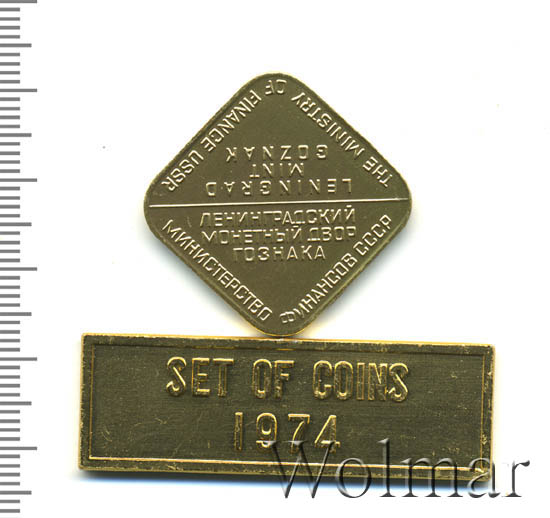 THE MINISTRY OF FINANCE USSR
LENINGRAD
MINT
GOZNAK
ЛЕНИНГРАДСКИЙ
МОНЕТНЫЙ ДВОР
ГОЗНАКА
МИНИСТЕРСТВО ФИНАНСОВ СССР
SET OF COINS
1974
Wolmar